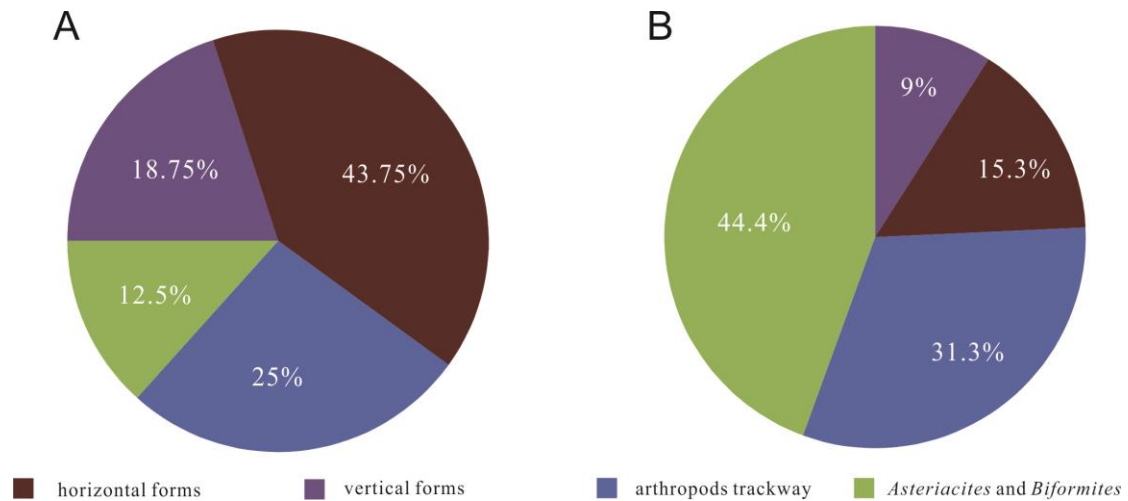 A
18.75%
43.75%
12.5%
25%
B
9%
15.3%
44.4%
31.3%
horizontal forms
vertical forms
arthropods trackway
Asteriacites and Biformites